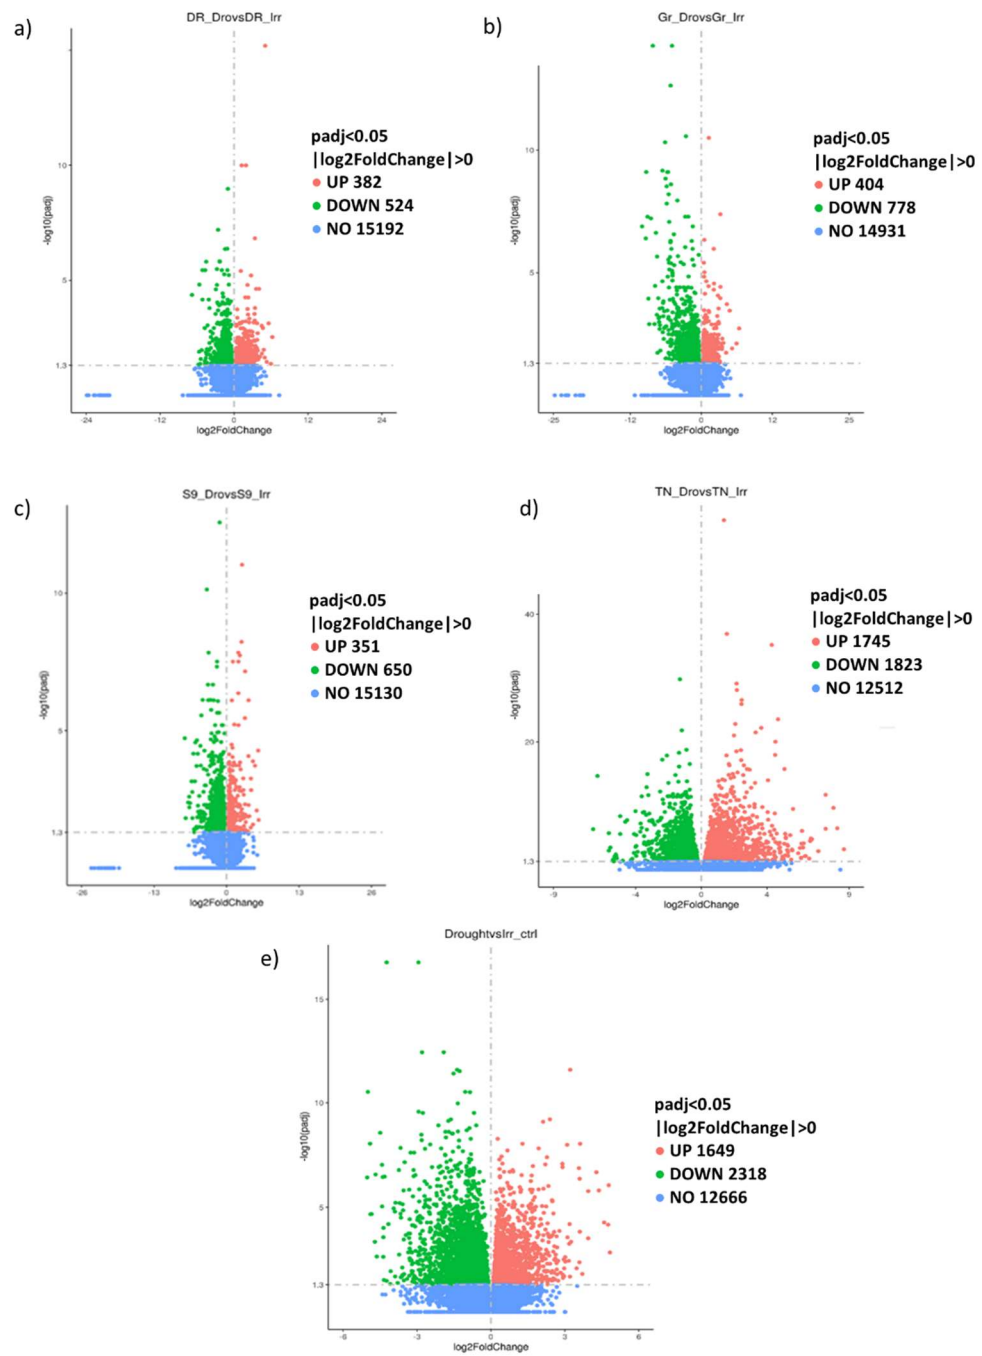 a)
DR_DrovsDR_Irr
-log10(padj)
10
5
1.3
-24
-12
0
12
24
log2FoldChange
padj<0.05
|log2FoldChange|>0
UP 382
DOWN 524
NO 15192
b)
Gr_DrovsGr_Irr
-log10(padj)
10
5
1.3
-25
-12
0
12
25
log2FoldChange
padj<0.05
|log2FoldChange|>0
UP 404
DOWN 778
NO 14931
c)
S9_DrovsS9_Irr
-log10(padj)
10
5
1.3
-26
-13
0
13
26
log2FoldChange
padj<0.05
|log2FoldChange|>0
UP 351
DOWN 650
NO 15130
d)
TN_DrovsTN_Irr
-log10(padj)
40
20
1.3
-9
-4
0
4
9
log2FoldChange
padj<0.05
|log2FoldChange|>0
UP 1745
DOWN 1823
NO 12512
e)
DroughtvsIrr_ctrl
-log10(padj)
15
10
5
1.3
-6
-3
0
3
6
log2FoldChange
padj<0.05
|log2FoldChange|>0
UP 1649
DOWN 2318
NO 12666